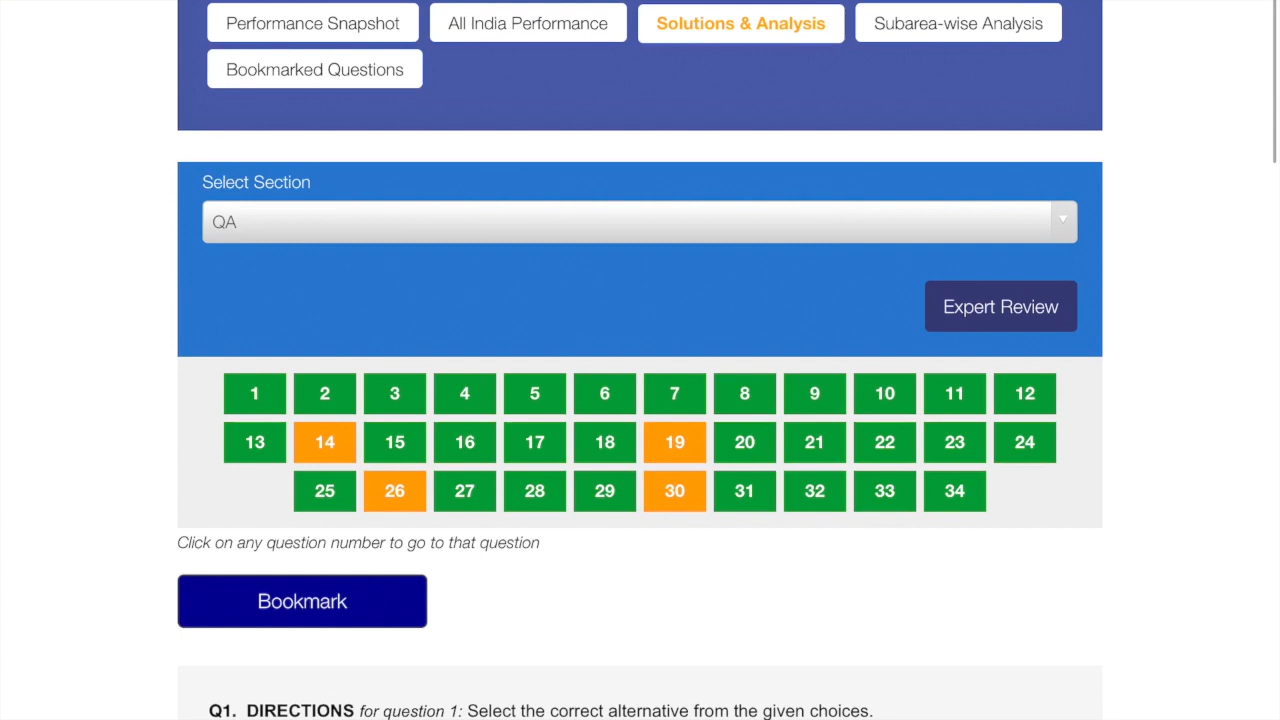 Performance Snapshot All India Performance Solutions & Analysis Subarea-wise Analysis
Bookmarked Questions
Select Section
QA
Expert Review
1 2 3 4 5 6 7 8 9 10 11 12
13 14 15 16 17 18 19 20 21 22 23 24
25 26 27 28 29 30 31 32 33 34
Click on any question number to go to that question
Bookmark
Q1. DIRECTIONS for question 1: Select the correct alternative from the given choices.